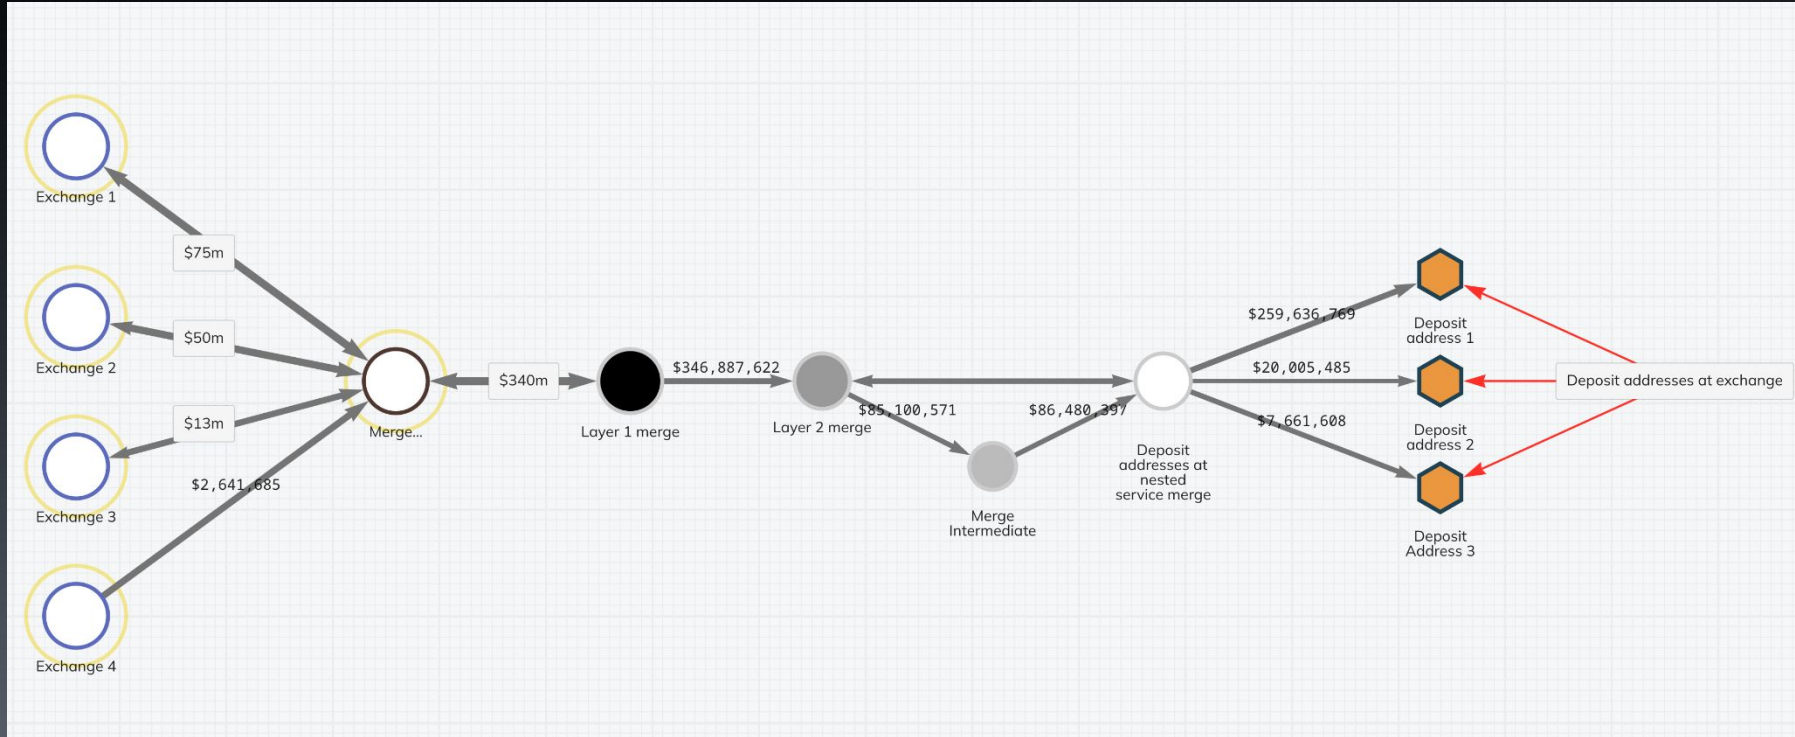 Exchange 1
$75m
Exchange 2
$50m
Exchange 3
$13m
$2,641,685
Exchange 4
Merge...
$340m
Layer 1 merge
$346,887,622
Layer 2 merge
$85,100,571
Merge
Intermediate
$86,480,397
Deposit
addresses at
nested
service merge
$259,636,769
$20,005,485
$7,661,608
Deposit
address 1
Deposit
address 2
Deposit
Address 3
Deposit addresses at exchange